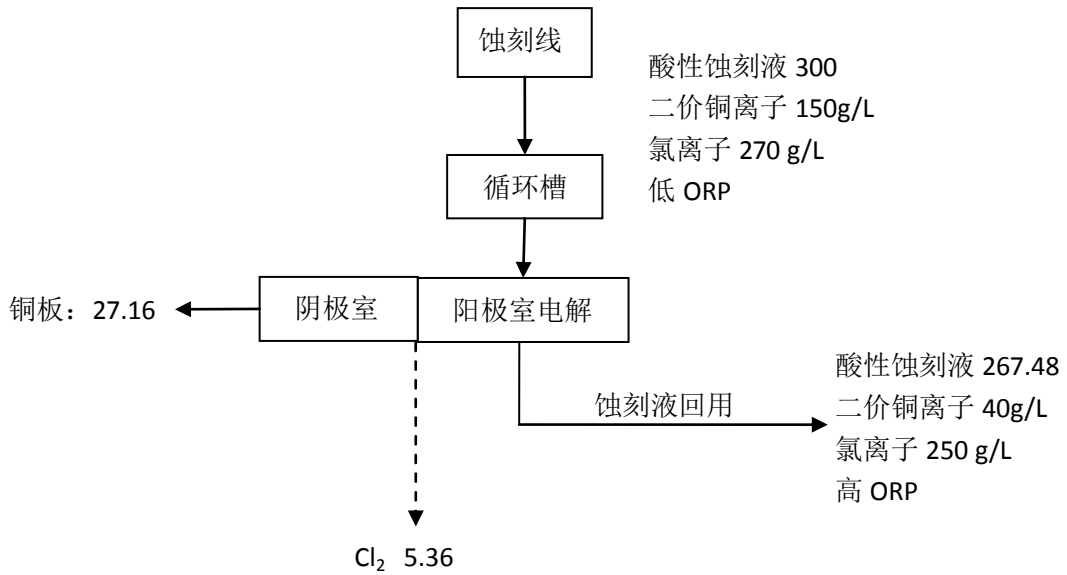 蚀刻线
酸性蚀刻液 300
二价铜离子 150g/L
氯离子 270 g/L
低 ORP
循环槽
铜板：27.16
阴极室
阳极室电解
蚀刻液回用
酸性蚀刻液 267.48
二价铜离子 40g/L
氯离子 250 g/L
高 ORP
Cl₂ 5.36